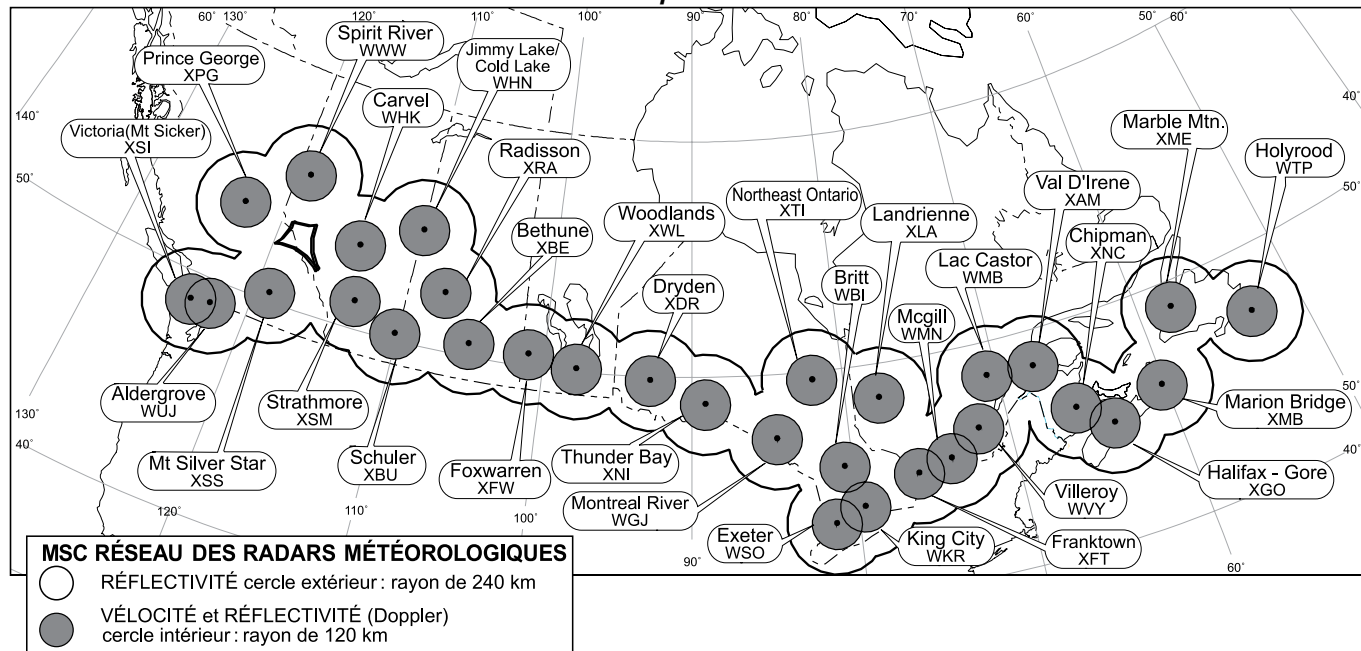 60°
130°
120°
110°
100°
90°
80°
70°
60°
50°
60°
40°
50°
140°
50°
130°
40°
120°
110°
100°
90°
50°
40°
60°
Spirit River
WWW
Prince George
XPG
Jimmy Lake/
Cold Lake
WHN
Carvel
WHK
Victoria(Mt Sicker)
XSI
Radisson
XRA
Bethune
XBE
Woodlands
XWL
Dryden
XDR
Northeast Ontario
XTI
Landrienne
XLA
Britt
WBI
Mcgill
WMN
Lac Castor
WMB
Val D'Irene
XAM
Chipman
XNC
Marble Mtn.
XME
Holyrood
WTP
Aldergrove
WUJ
Mt Silver Star
XSS
Strathmore
XSM
Schuler
XBU
Foxwarren
XFW
Thunder Bay
XNI
Montreal River
WGJ
Exeter
WSO
King City
WKR
Franktown
XFT
Villeroy
WVY
Halifax - Gore
XGO
Marion Bridge
XMB
MSC RÉSEAU DES RADARS MÉTÉOROLOGIQUES
RÉFLECTIVITÉ cercle extérieur : rayon de 240 km
VÉLOCITÉ et RÉFLECTIVITÉ (Doppler)
cercle intérieur : rayon de 120 km